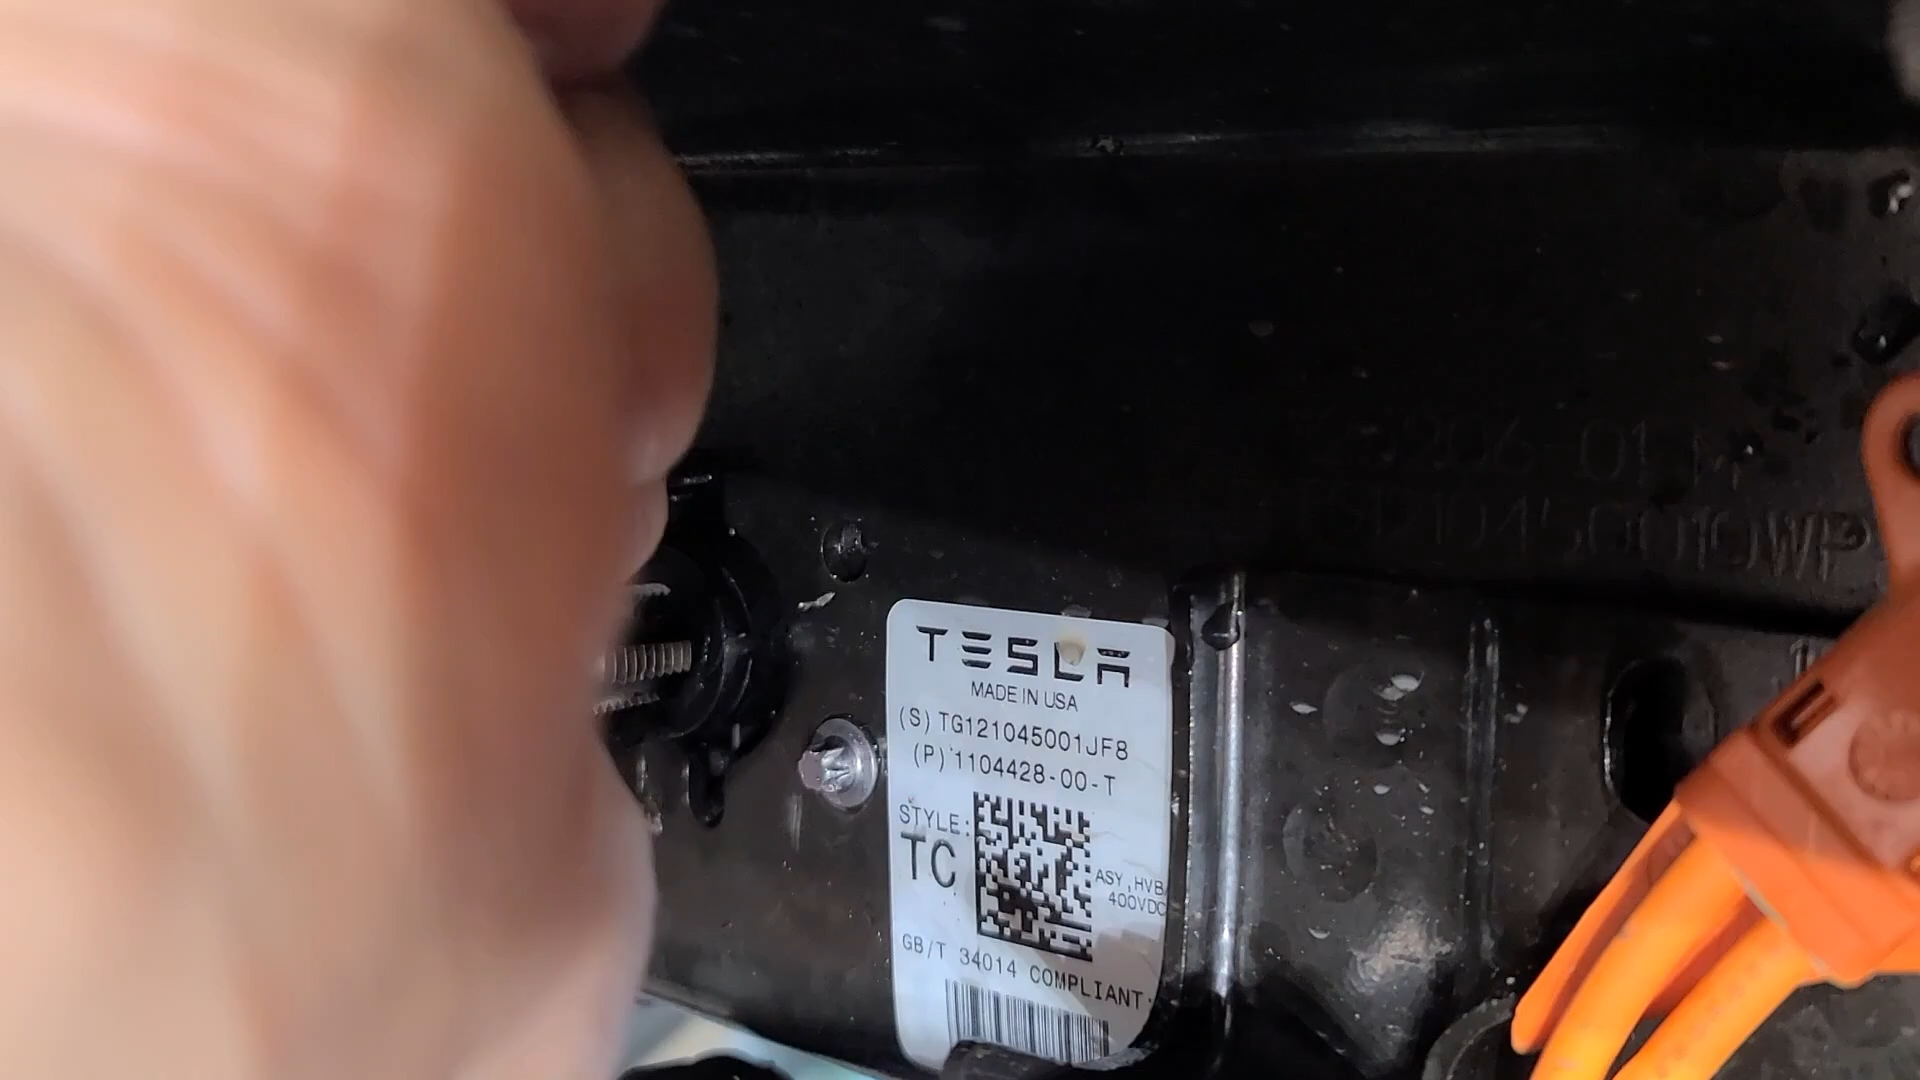 TESLA
MADE IN USA
(S) TG121045001JF8
(P) 1104428-00-T
STYLE:
TC
ASY,HVB
400VDC
GB/T 34014 COMPLIANT